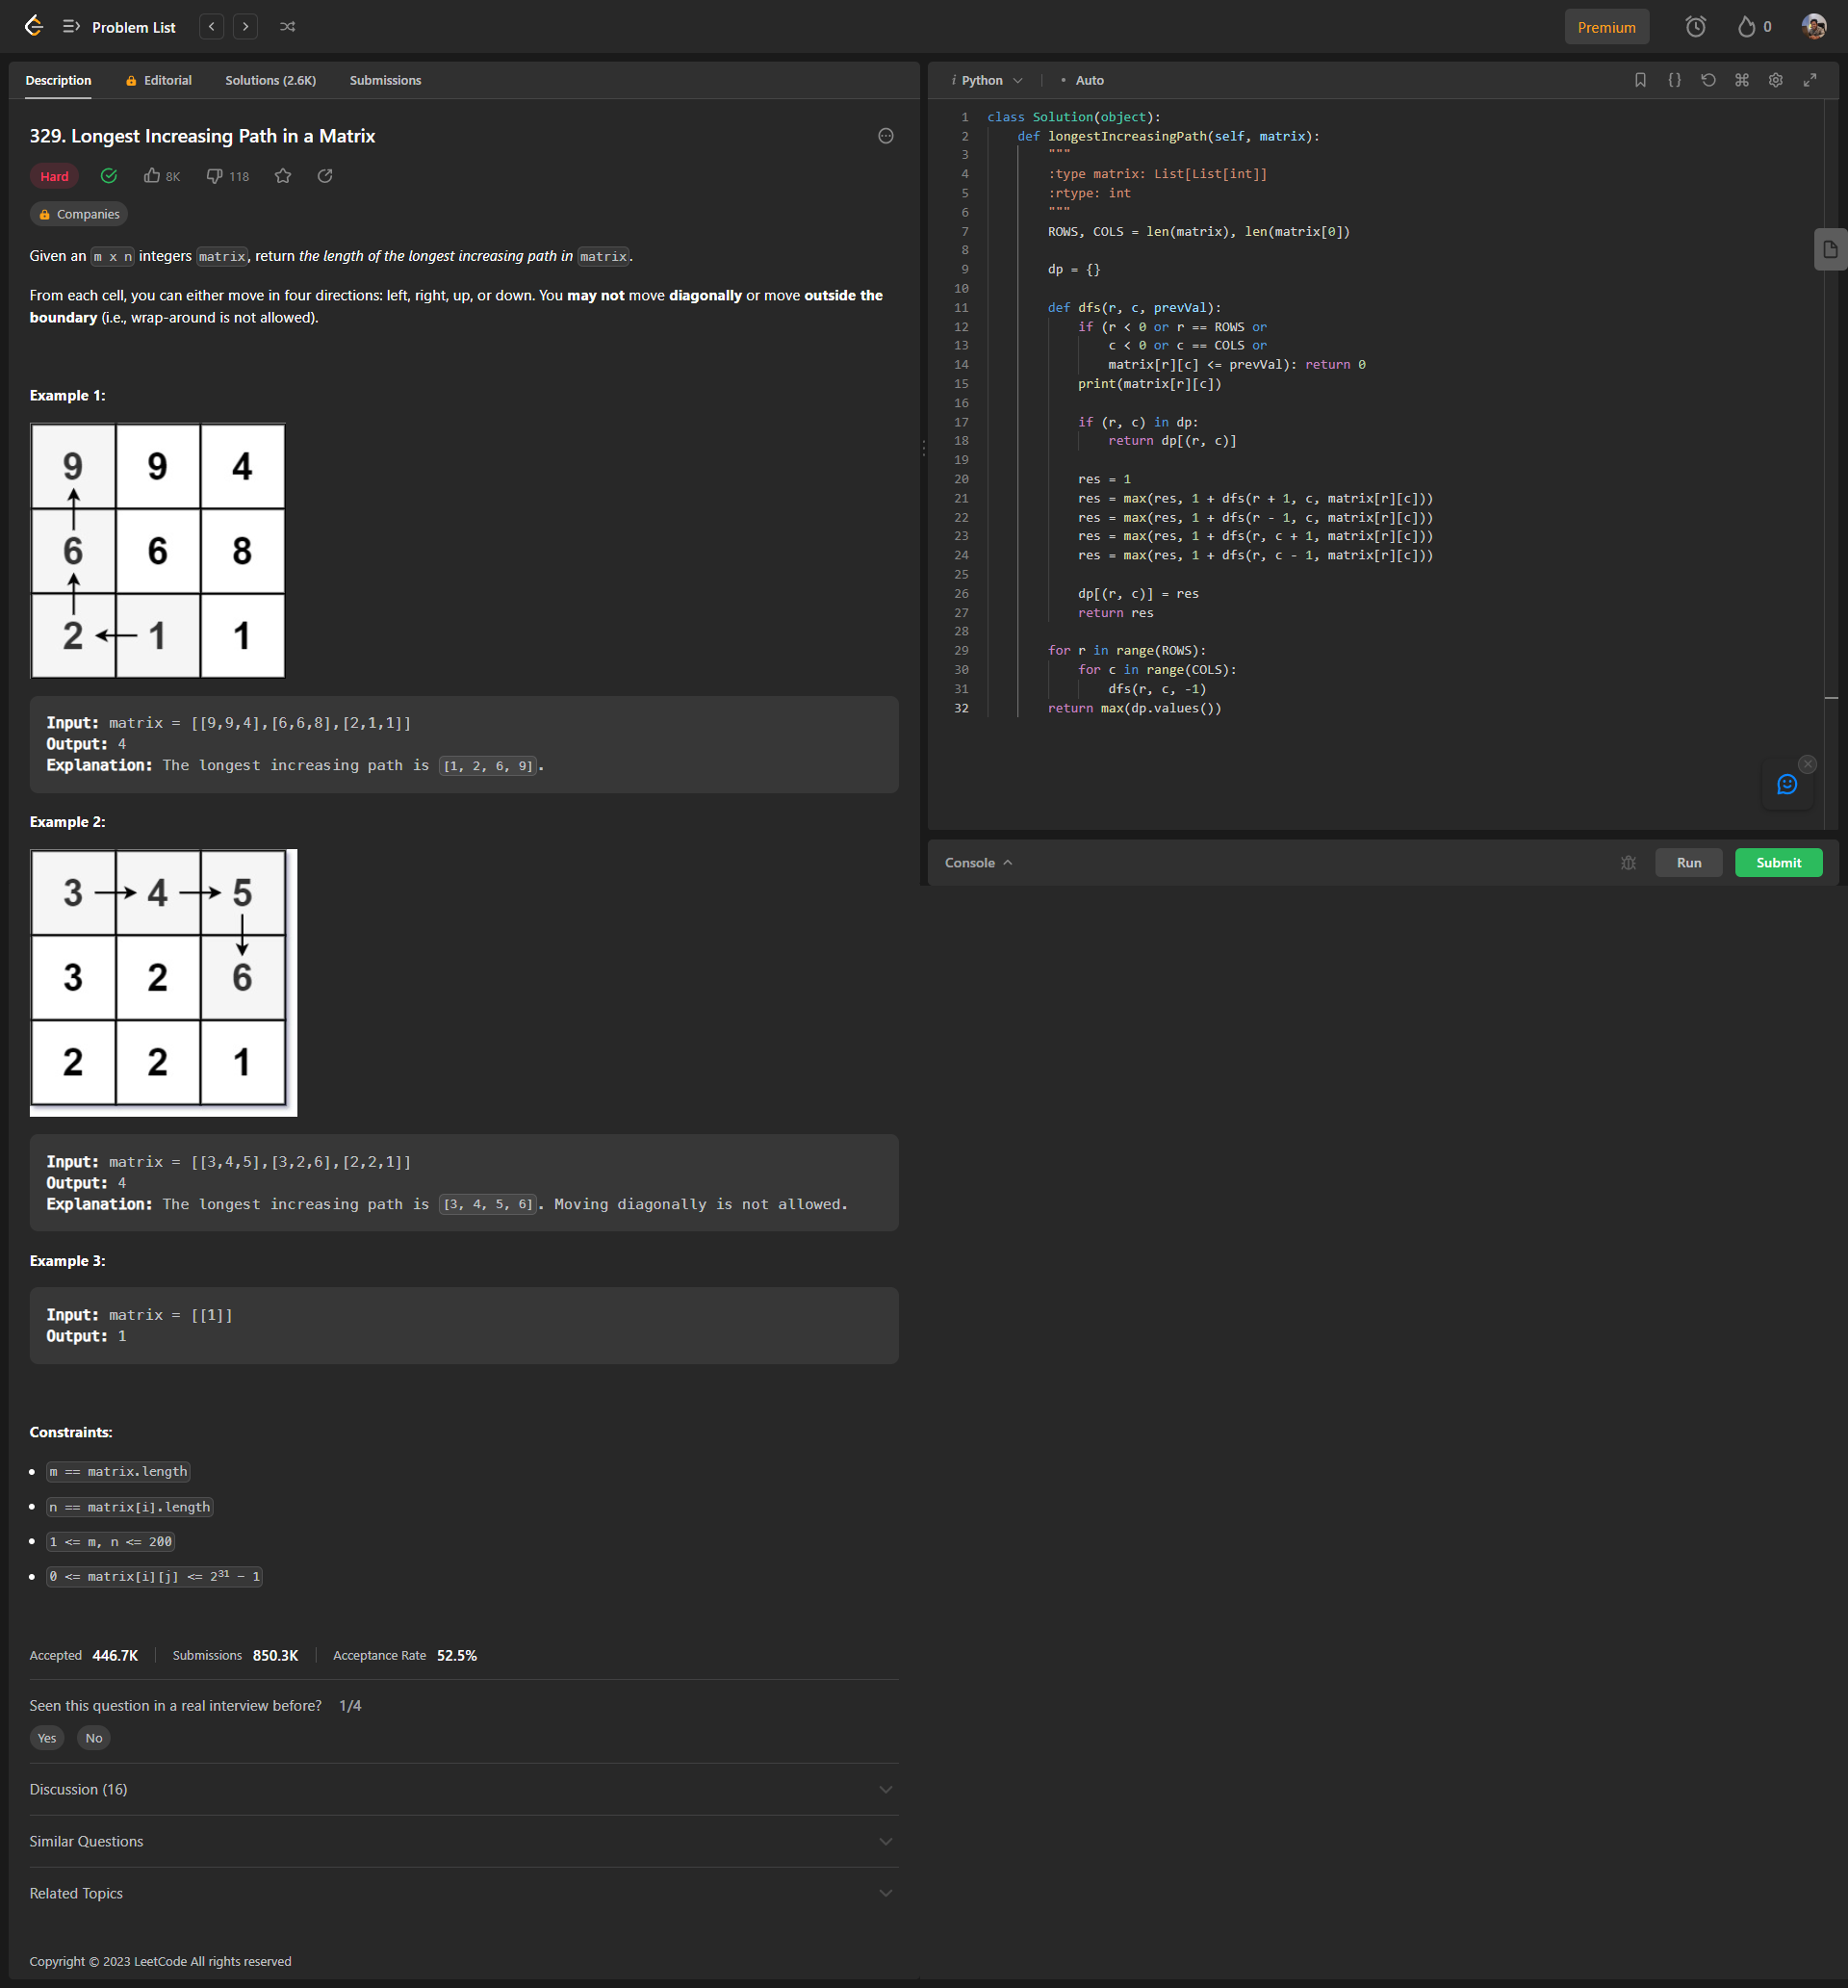 Problem List
Premium
0
Description
Editorial
Solutions (2.6K)
Submissions
329. Longest Increasing Path in a Matrix
Hard
8K
118
Companies
Given an m x n integers matrix, return the length of the longest increasing path in matrix.
From each cell, you can either move in four directions: left, right, up, or down. You may not move diagonally or move outside the
boundary (i.e., wrap-around is not allowed).
Example 1:
9 9 4
6 6 8
2 1 1
Input: matrix = [[9,9,4],[6,6,8],[2,1,1]]
Output: 4
Explanation: The longest increasing path is [1, 2, 6, 9].
Example 2:
3 4 5
3 2 6
2 2 1
Input: matrix = [[3,4,5],[3,2,6],[2,2,1]]
Output: 4
Explanation: The longest increasing path is [3, 4, 5, 6]. Moving diagonally is not allowed.
Example 3:
Input: matrix = [[1]]
Output: 1
Constraints:
• m == matrix.length
• n == matrix[i].length
• 1 <= m, n <= 200
• 0 <= matrix[i][j] <= 2³¹ - 1
Accepted 446.7K
Submissions 850.3K
Acceptance Rate 52.5%
Seen this question in a real interview before? 1/4
Yes
No
Discussion (16)
Similar Questions
Related Topics
Copyright © 2023 LeetCode All rights reserved
i Python
• Auto
{}
1 class Solution(object):
2     def longestIncreasingPath(self, matrix):
3         """
4         :type matrix: List[List[int]]
5         :rtype: int
6         """
7         ROWS, COLS = len(matrix), len(matrix[0])
8
9         dp = {}
10
11         def dfs(r, c, prevVal):
12             if (r < 0 or r == ROWS or
13                 c < 0 or c == COLS or
14                 matrix[r][c] <= prevVal): return 0
15             print(matrix[r][c])
16
17             if (r, c) in dp:
18                 return dp[(r, c)]
19
20             res = 1
21             res = max(res, 1 + dfs(r + 1, c, matrix[r][c]))
22             res = max(res, 1 + dfs(r - 1, c, matrix[r][c]))
23             res = max(res, 1 + dfs(r, c + 1, matrix[r][c]))
24             res = max(res, 1 + dfs(r, c - 1, matrix[r][c]))
25
26             dp[(r, c)] = res
27             return res
28
29         for r in range(ROWS):
30             for c in range(COLS):
31                 dfs(r, c, -1)
32         return max(dp.values())
Console
Run
Submit